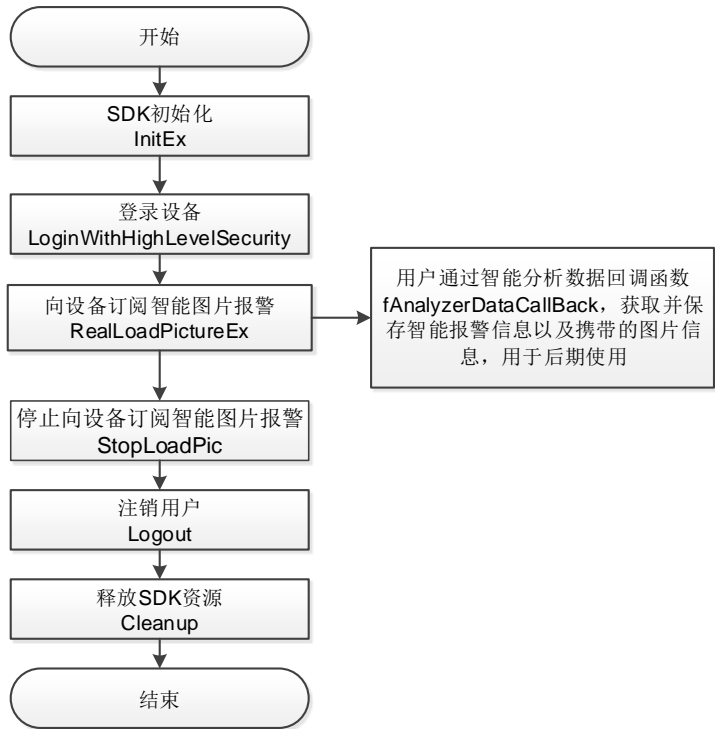 开始
SDK初始化
InitEx
登录设备
LoginWithHighLevelSecurity
向设备订阅智能图片报警
RealLoadPictureEx
用户通过智能分析数据回调函数
fAnalyzerDataCallBack，获取并保
存智能报警信息以及携带的图片信
息，用于后期使用
停止向设备订阅智能图片报警
StopLoadPic
注销用户
Logout
释放SDK资源
Cleanup
结束